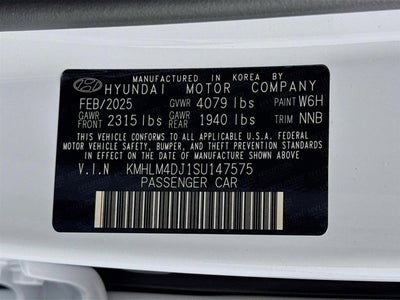 MANUFACTURED IN KOREA BY
HYUNDAI MOTOR COMPANY
FEB/2025 GVWR 4079 lbs PAINT W6H
GAWR FRONT 2315 lbs GAWR REAR 1940 lbs TRIM NNB
THIS VEHICLE CONFORMS TO ALL APPLICABLE U.S.A. FEDERAL
MOTOR VEHICLE SAFETY, BUMPER, AND THEFT PREVENTION
STANDARDS IN EFFECT ON THE DATE OF MANUFACTURE SHOWN ABOVE.
V.I.N KMHLM4DJ1SU147575
PASSENGER CAR